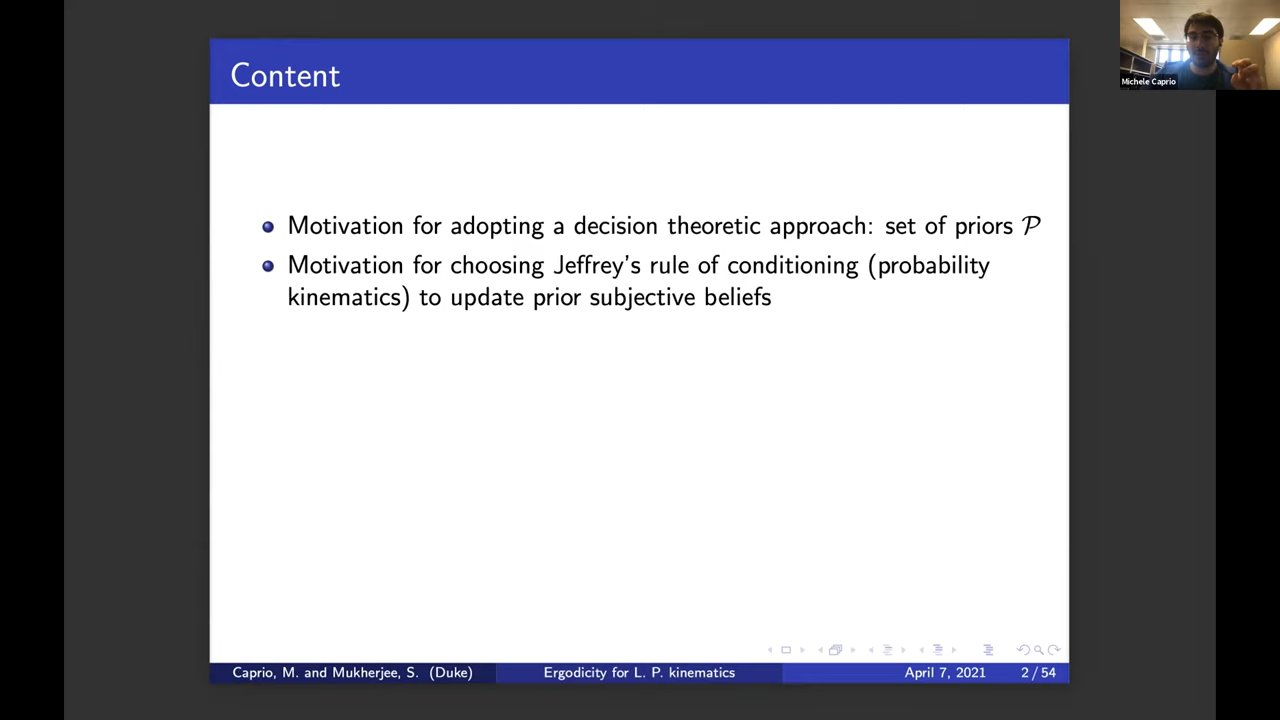 Content
Michele Caprio
Motivation for adopting a decision theoretic approach: set of priors 𝒫
Motivation for choosing Jeffrey's rule of conditioning (probability
kinematics) to update prior subjective beliefs
Caprio, M. and Mukherjee, S. (Duke) Ergodicity for L. P. kinematics April 7, 2021 2 / 54